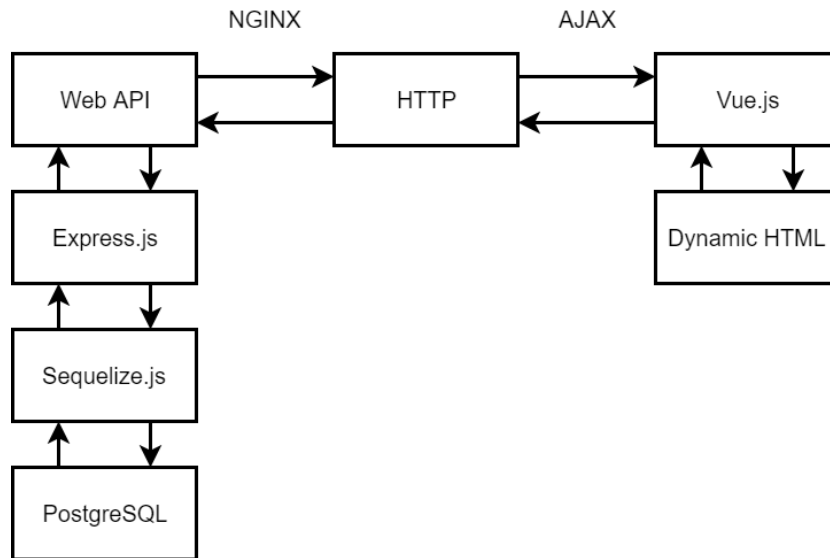 NGINX
AJAX
Web API
HTTP
Vue.js
Express.js
Dynamic HTML
Sequelize.js
PostgreSQL